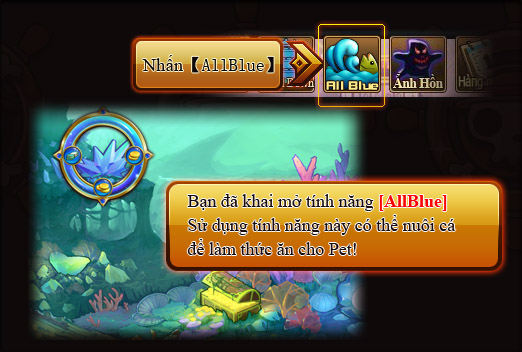 Nhấn【AllBlue】
All Blue
Ảnh Hồn
Hàng
Bạn đã khai mở tính năng [AllBlue]
Sử dụng tính năng này có thể nuôi cá
để làm thức ăn cho Pet!